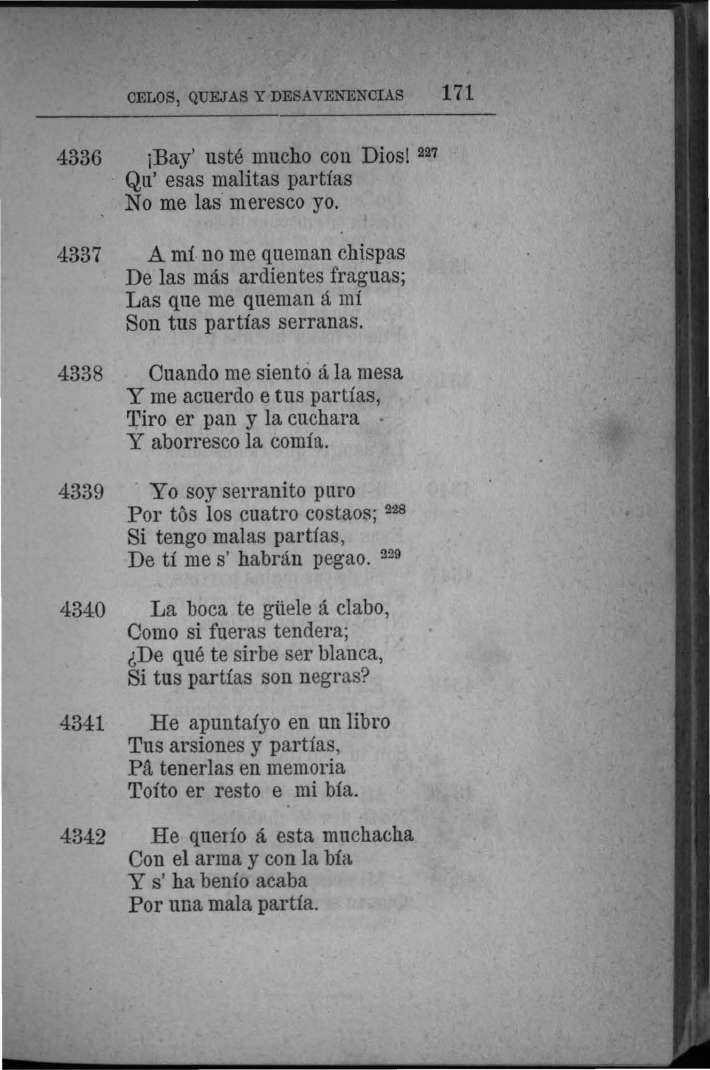 CELOS, QUEJAS Y DESAVENENCIAS 171
4336 ¡Bay' usté mucho con Dios! 227
Qu' esas malitas partías
No me las meresco yo.
4337 A mí no me queman chispas
De las más ardientes fraguas;
Las que me queman á mí
Son tus partías serranas.
4338 Cuando me siento á la mesa
Y me acuerdo e tus partías,
Tiro er pan y la cuchara
Y aborresco la comía.
4339 Yo soy serranito puro
Por tôs los cuatro costaos; 228
Si tengo malas partías,
De tí me s' habrán pegao. 229
4340 La boca te güele á clabo,
Como si fueras tendera;
¿De qué te sirbe ser blanca,
Si tus partías son negras?
4341 He apuntaíyo en un libro
Tus arsiones y partías,
Pâ tenerlas en memoria
Toíto er resto e mi bía.
4342 He querío á esta muchacha
Con el arma y con la bía
Y s' ha benío acaba
Por una mala partía.